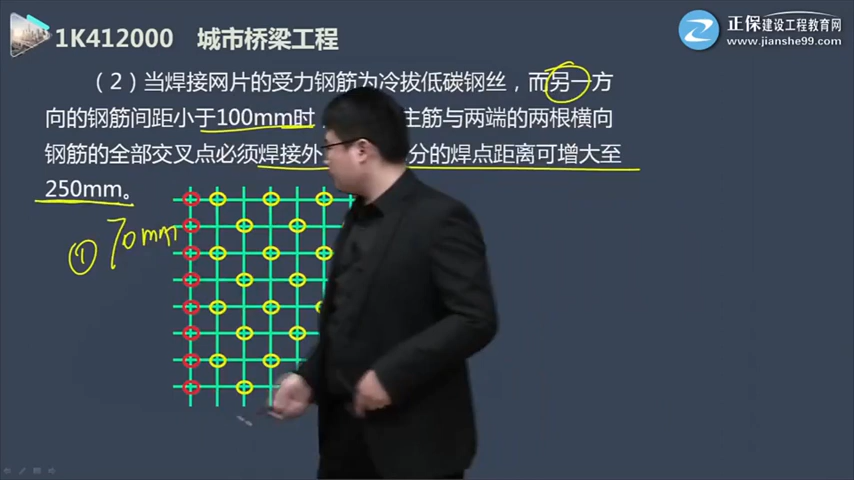 1K412000 城市桥梁工程
正保建设工程教育网
www.jianshe99.com
（2）当焊接网片的受力钢筋为冷拔低碳钢丝，而另一方
向的钢筋间距小于100mm时 主筋与两端的两根横向
钢筋的全部交叉点必须焊接外 分的焊点距离可增大至
250mm。
① 70mm